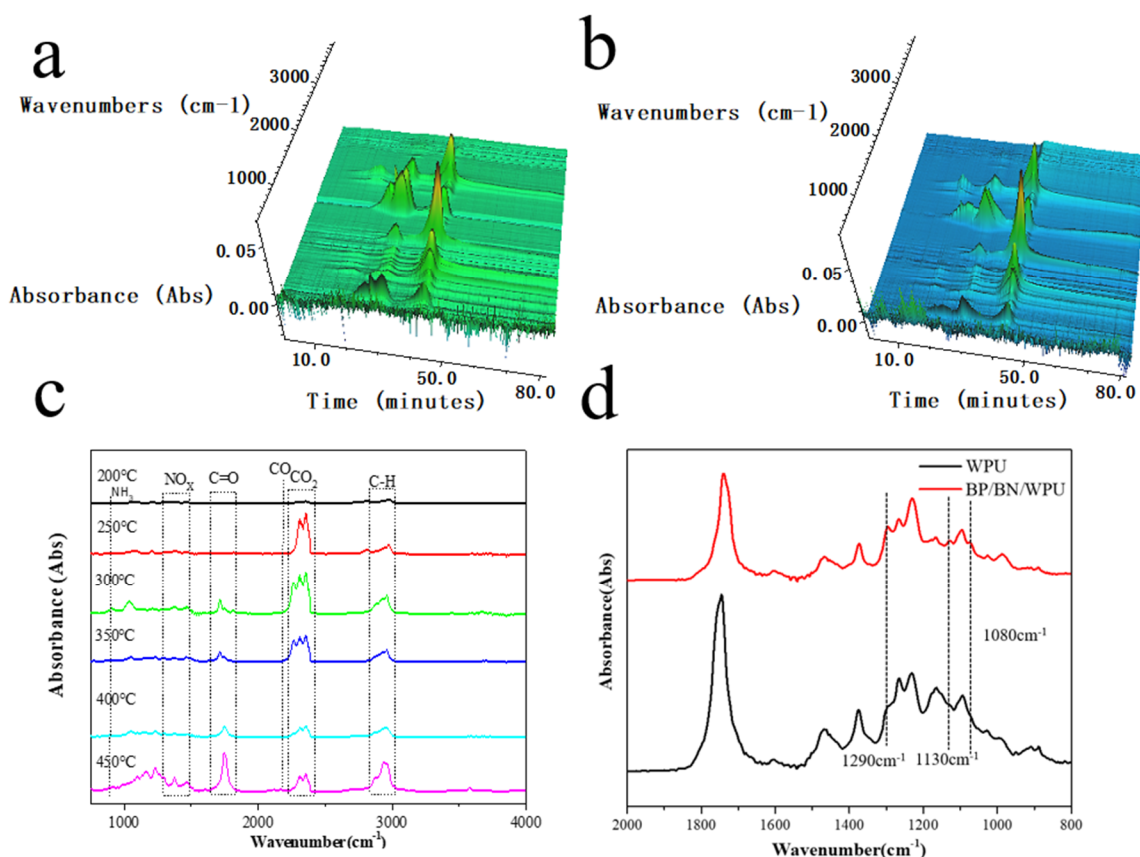 a
Wavenumbers (cm-1)
3000
2000
1000
0.05
Absorbance (Abs)
0.00
10.0
50.0
80.0
Time (minutes)
b
Wavenumbers (cm-1)
3000
2000
1000
0.05
Absorbance (Abs)
0.00
10.0
50.0
80.0
Time (minutes)
c
Absorbance (Abs)
200°C
NH₃
NOX
C=O
CO
CO₂
C-H
250°C
300°C
350°C
400°C
450°C
1000 2000 3000 4000
Wavenumber(cm⁻¹)
d
Absorbance(Abs)
WPU
BP/BN/WPU
1080cm⁻¹
1290cm⁻¹
1130cm⁻¹
2000 1800 1600 1400 1200 1000 800
Wavenumber(cm⁻¹)